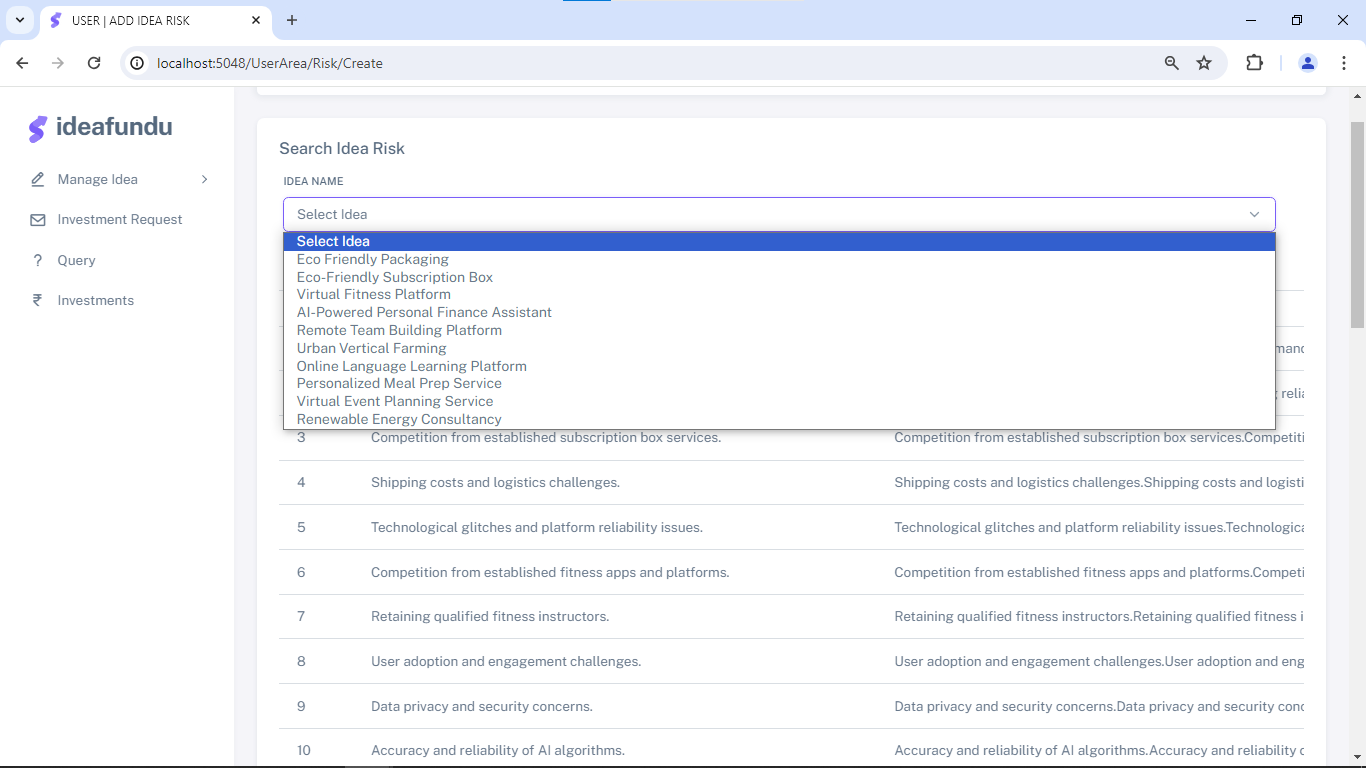 USER | ADD IDEA RISK
localhost:5048/UserArea/Risk/Create
ideafundu
Manage Idea
Investment Request
? Query
₹ Investments
Search Idea Risk
IDEA NAME
Select Idea
Select Idea
Eco Friendly Packaging
Eco-Friendly Subscription Box
Virtual Fitness Platform
AI-Powered Personal Finance Assistant
Remote Team Building Platform
Urban Vertical Farming
Online Language Learning Platform
Personalized Meal Prep Service
Virtual Event Planning Service
Renewable Energy Consultancy
3 Competition from established subscription box services. Competition from established subscription box services.Competiti
4 Shipping costs and logistics challenges. Shipping costs and logistics challenges.Shipping costs and logisti
5 Technological glitches and platform reliability issues. Technological glitches and platform reliability issues.Technologica
6 Competition from established fitness apps and platforms. Competition from established fitness apps and platforms.Competi
7 Retaining qualified fitness instructors. Retaining qualified fitness instructors.Retaining qualified fitness i
8 User adoption and engagement challenges. User adoption and engagement challenges.User adoption and eng
9 Data privacy and security concerns. Data privacy and security concerns.Data privacy and security conc
10 Accuracy and reliability of AI algorithms. Accuracy and reliability of AI algorithms.Accuracy and reliability